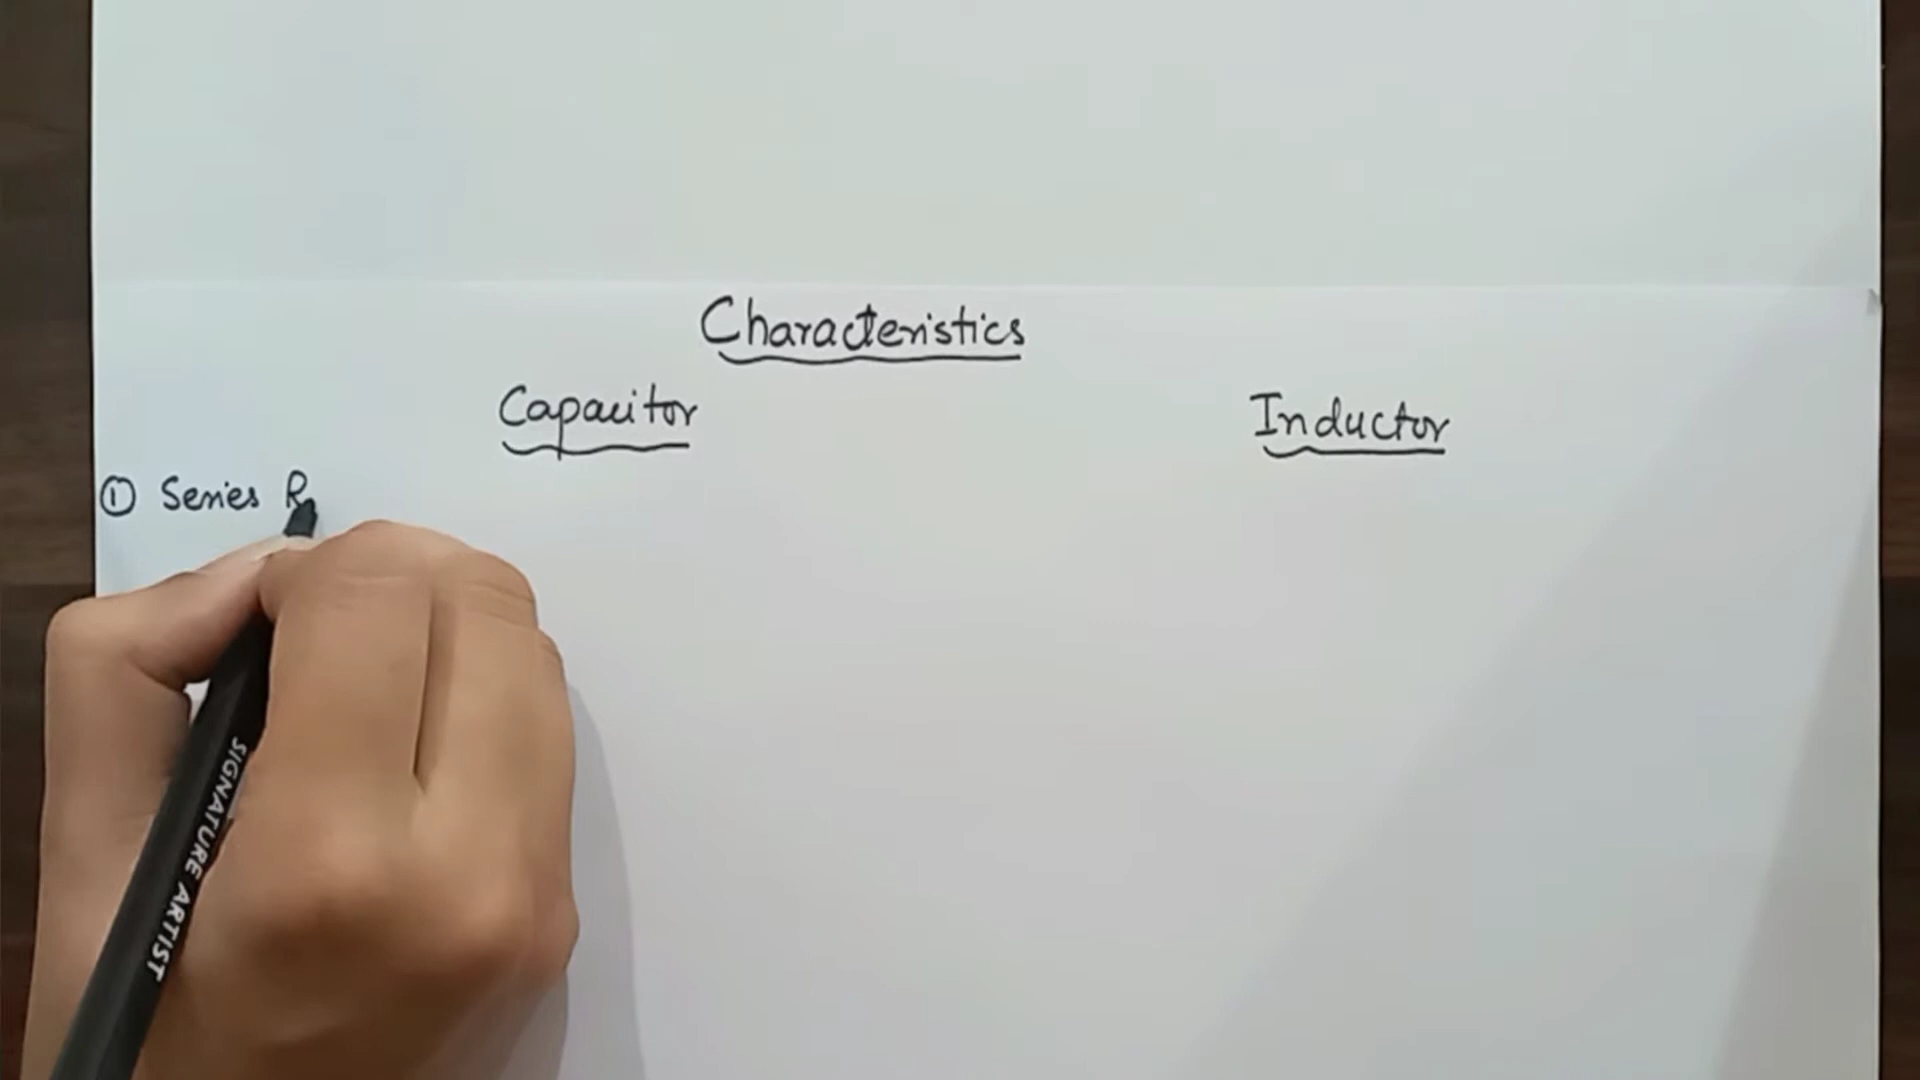 Characteristics
Capacitor
Inductor
① Series R
SIGNATURE ARTIST